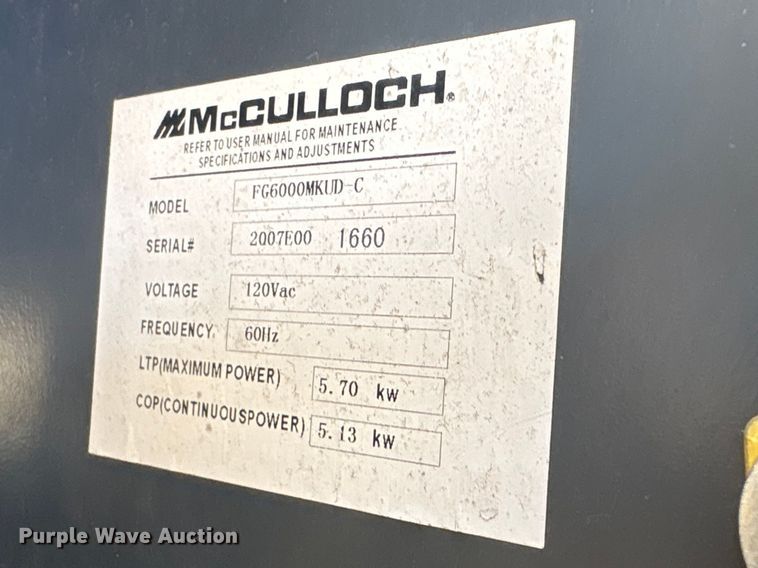 McCULLOCH®
REFER TO USER MANUAL FOR MAINTENANCE
SPECIFICATIONS AND ADJUSTMENTS
MODEL FG6000MKUD-C
SERIAL# 2007E00 1660
VOLTAGE 120Vac
FREQUENCY. 60Hz
LTP(MAXIMUM POWER) 5.70 kw
COP(CONTINUOUSPOWER) 5.13 kw
Purple Wave Auction